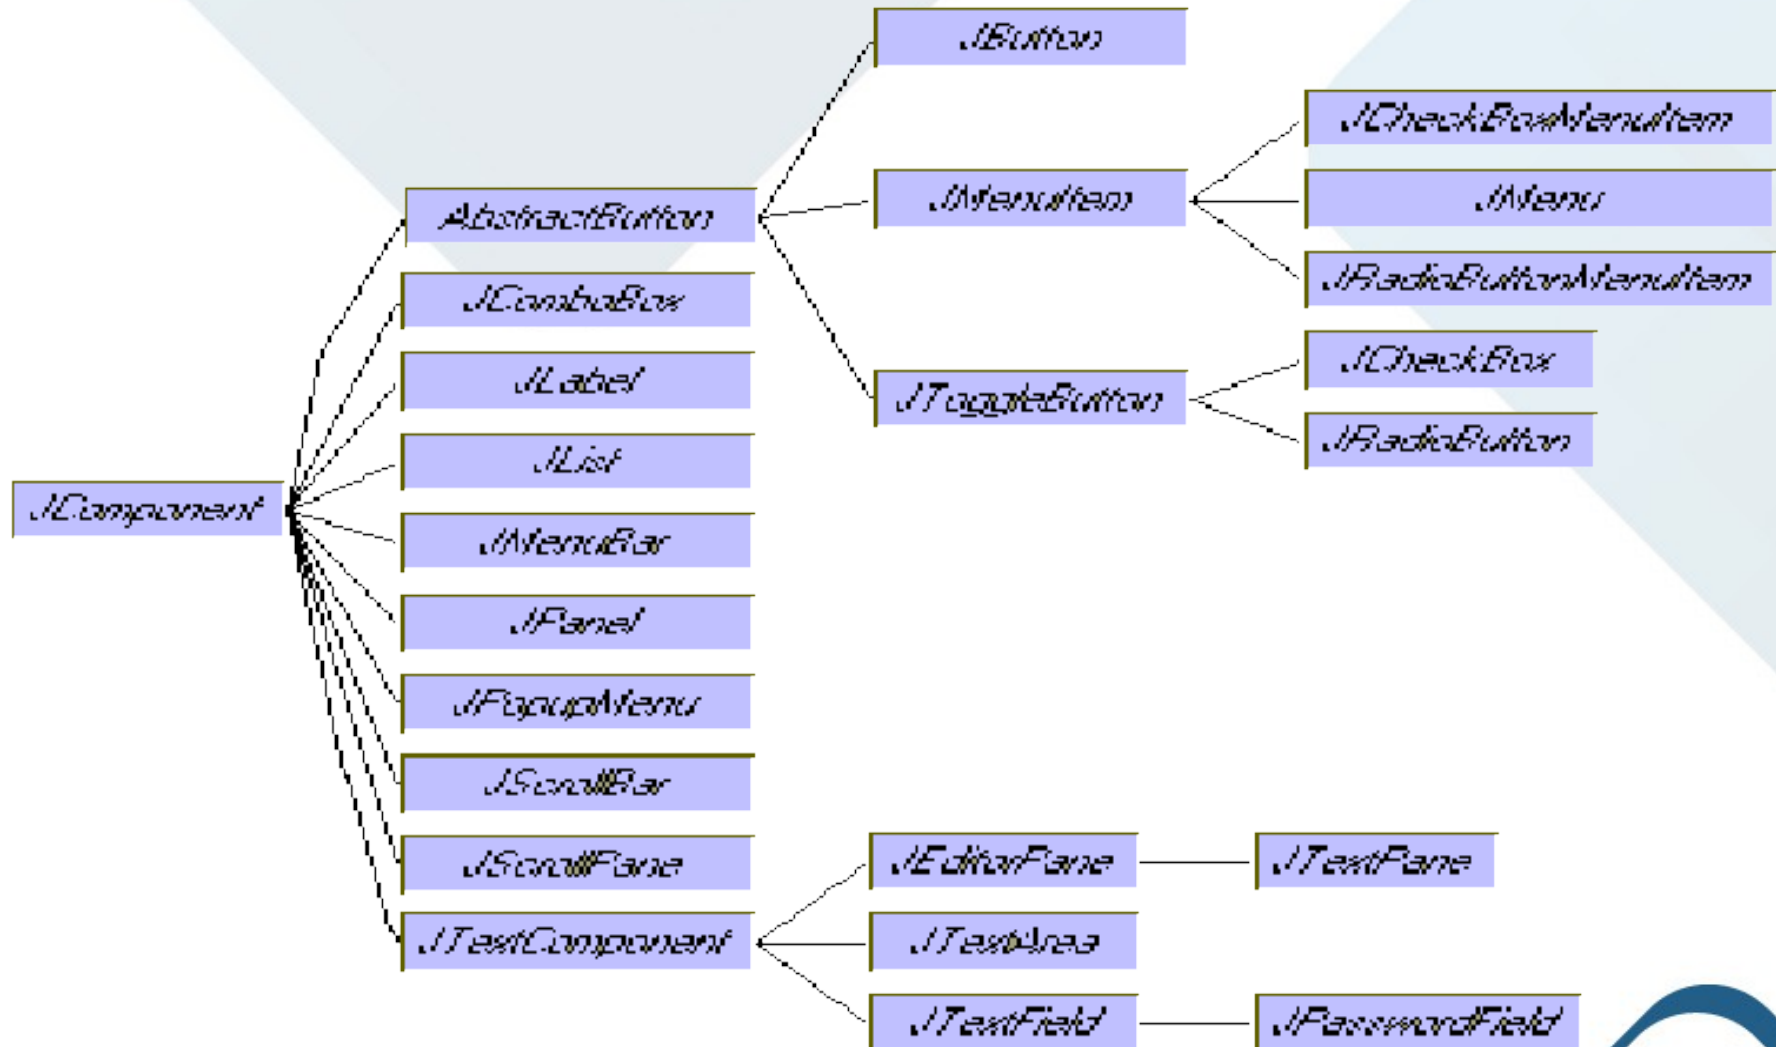 JButton
JCheckBoxMenuItem
JMenuItem
JMenu
AbstractButton
JRadioButtonMenuItem
JComboBox
JCheckBox
JLabel
JToggleButton
JRadioButton
JList
JComponent
JMenuBar
JPanel
JPopupMenu
JScrollBar
JScrollPane
JEditorPane
JTextPane
JTextComponent
JTextArea
JTextField
JPasswordField